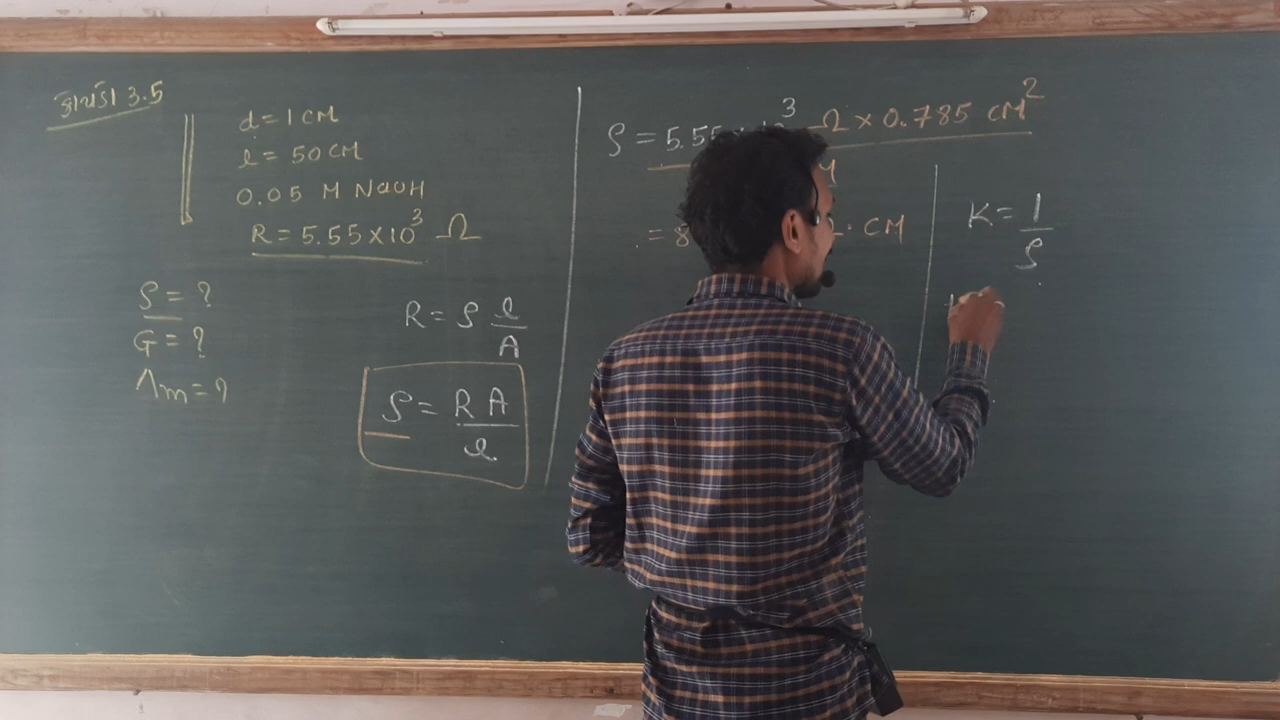 દાખલો 3.5
d = 1 CM
l = 50 CM
0.05 M NaOH
R = 5.55 × 10³ Ω
ρ = ?
G = ?
Λm = ?
R = ρ l / A
ρ = R A / l
ρ = 5.55 × 10³ Ω × 0.785 CM²
= 8
· CM
K = 1 / ρ